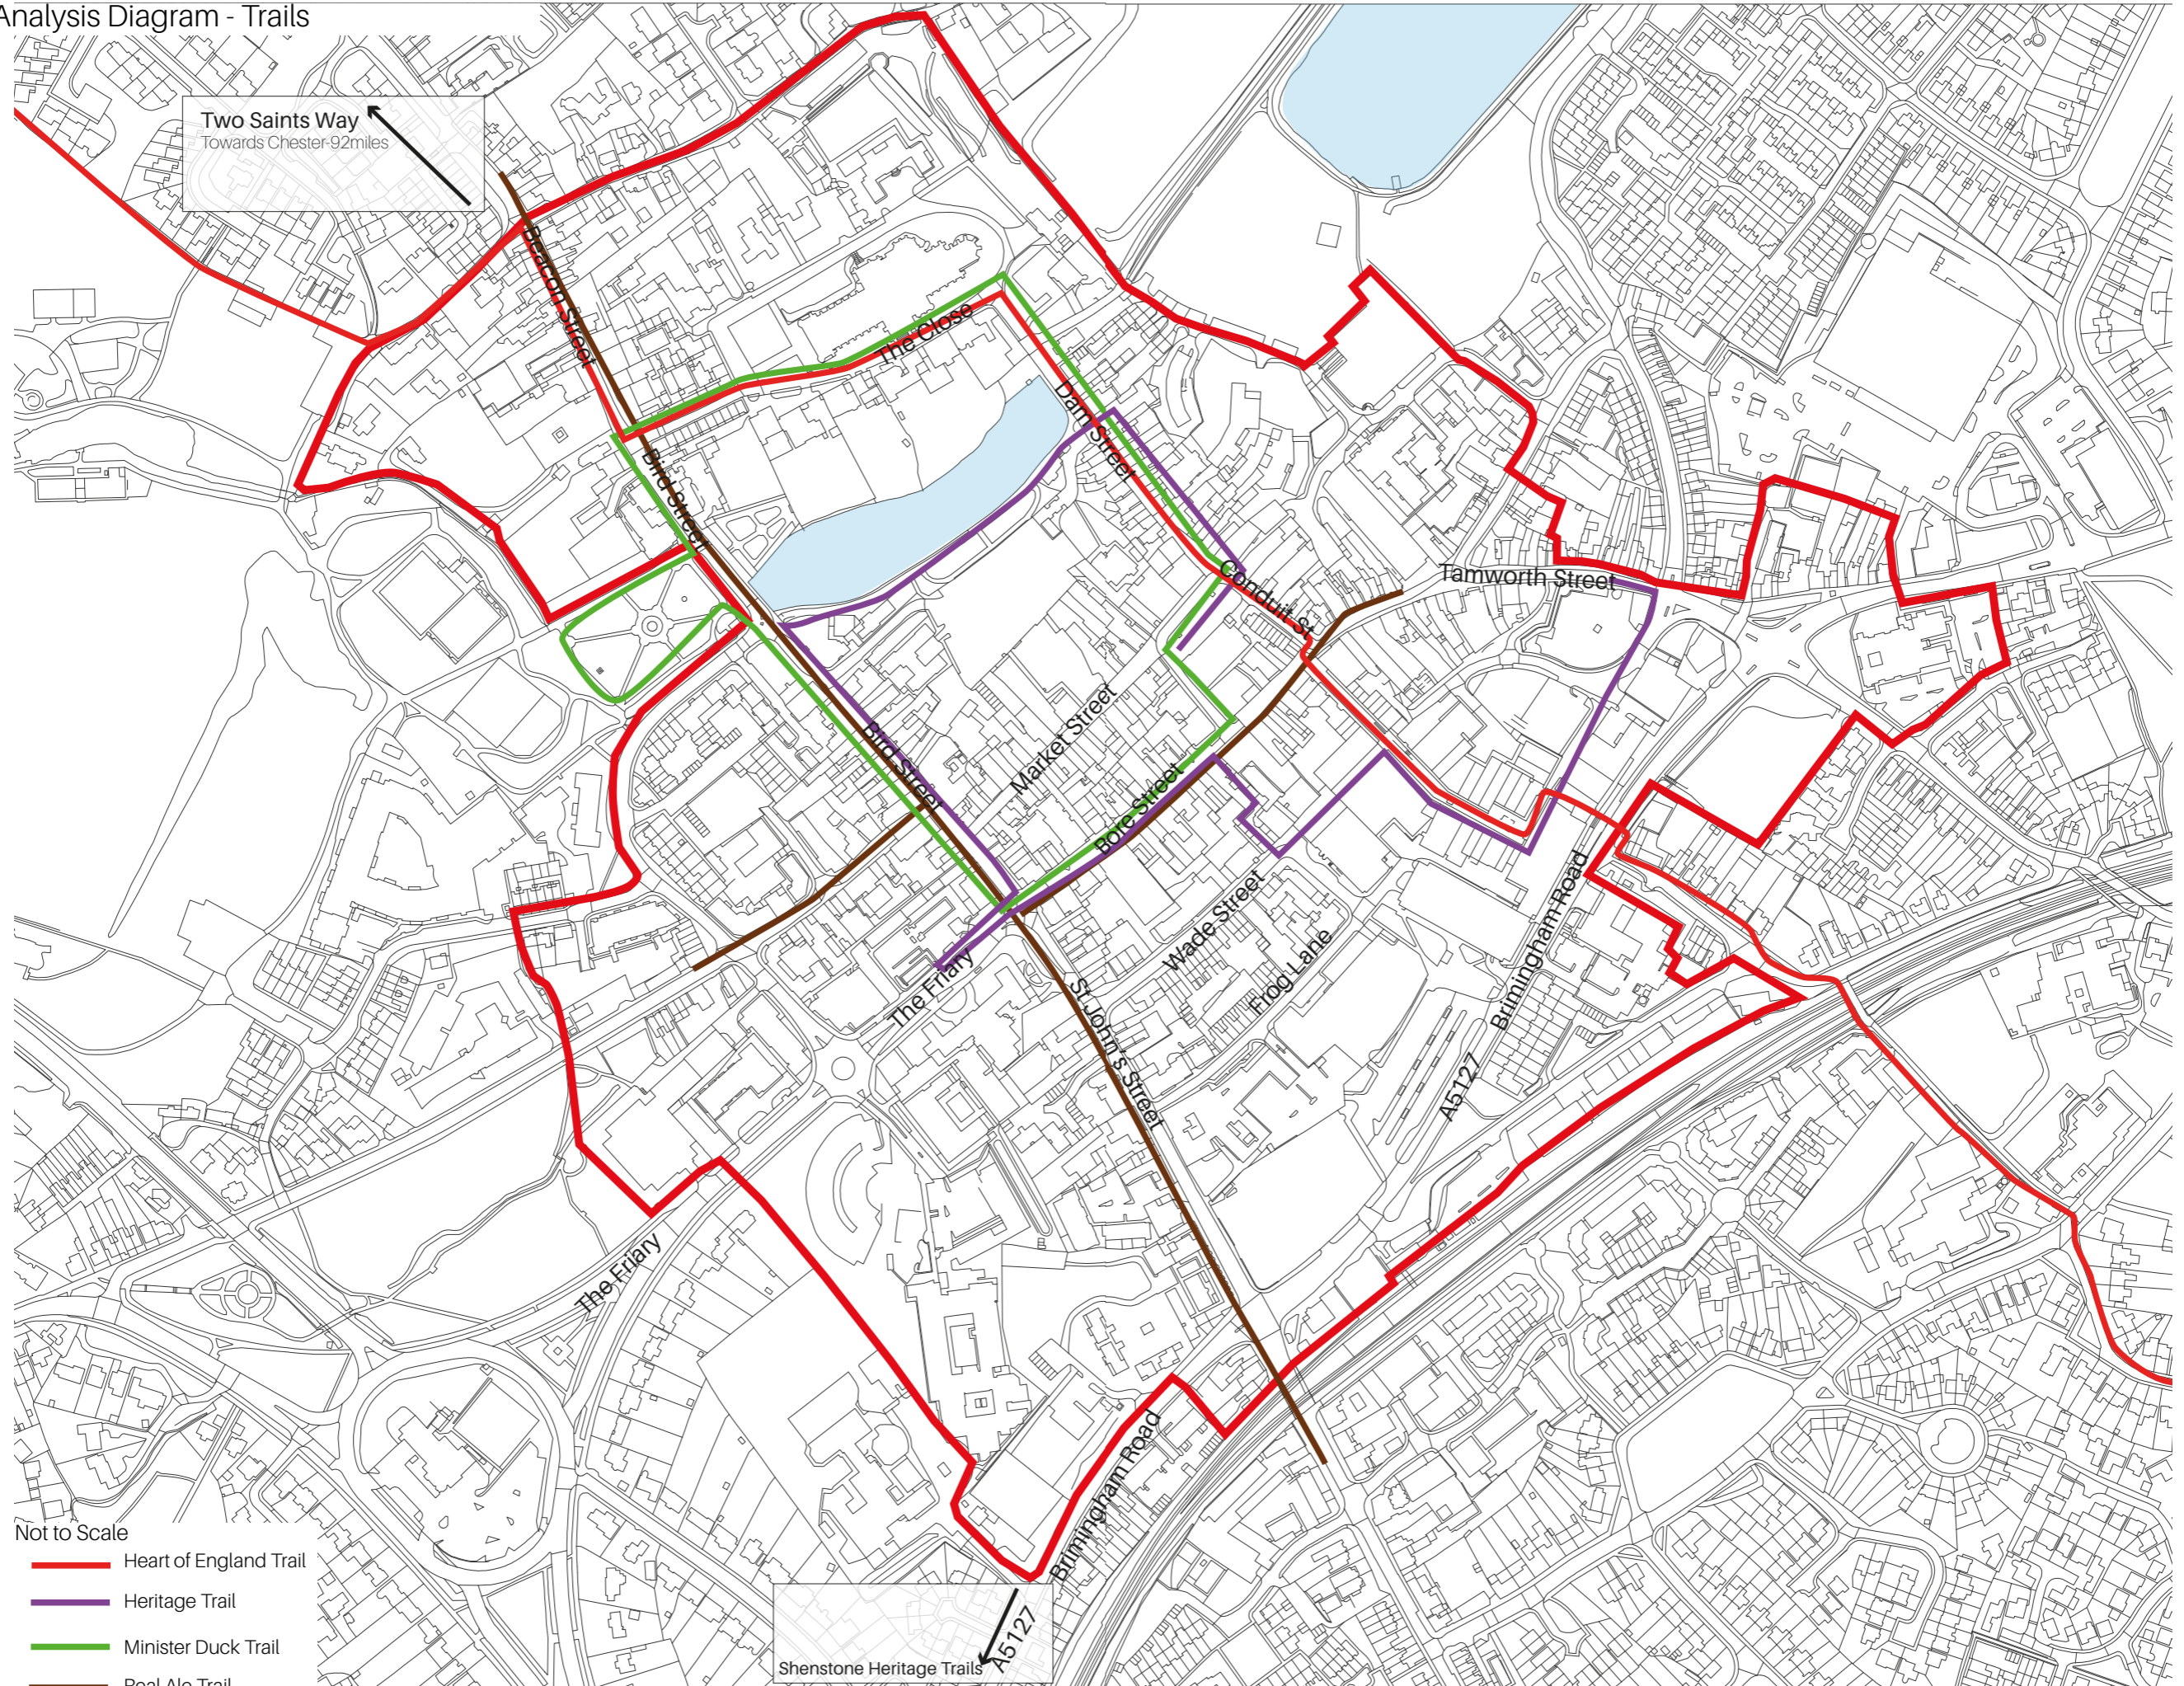 Analysis Diagram - Trails
Two Saints Way
Towards Chester-92miles
Beacon Street
The Close
Dam Street
Bird Street
Conduit St
Tamworth Street
Market Street
Bird Street
Bore Street
Wade Street
Frog Lane
The Friary
St John's Street
Brimingham Road
A5127
The Friary
Brimingham Road
A5127
Shenstone Heritage Trails
Not to Scale
Heart of England Trail
Heritage Trail
Minister Duck Trail
Real Ale Trail